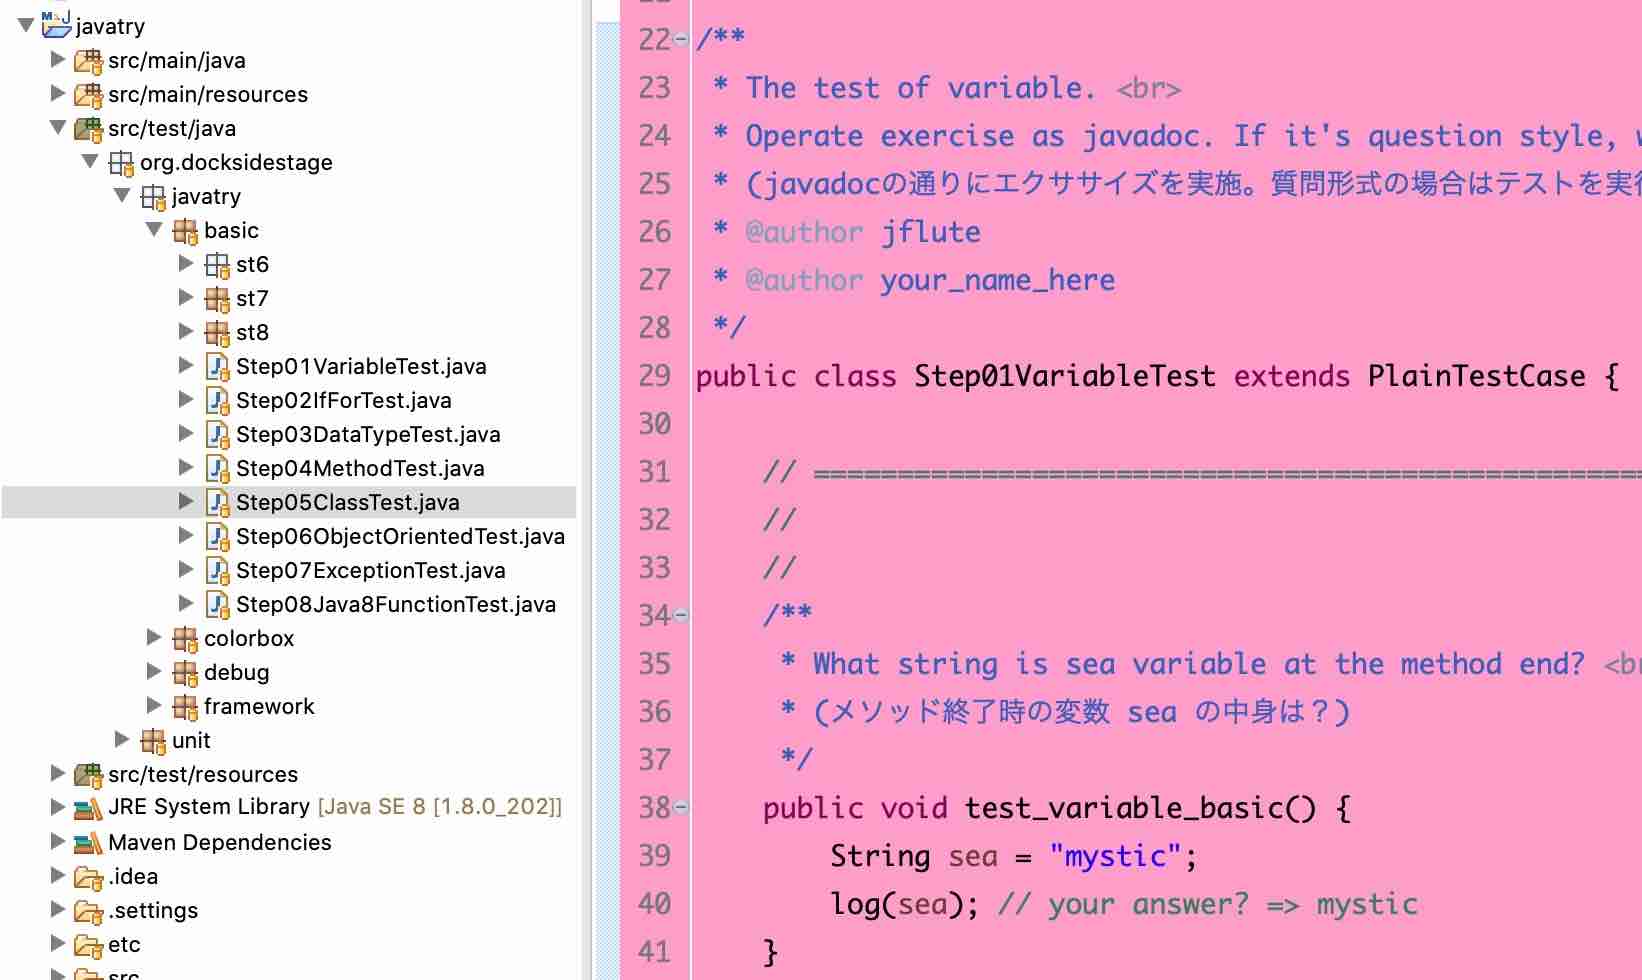 javatry
src/main/java
src/main/resources
src/test/java
org.docksidestage
javatry
basic
st6
st7
st8
Step01VariableTest.java
Step02IfForTest.java
Step03DataTypeTest.java
Step04MethodTest.java
Step05ClassTest.java
Step06ObjectOrientedTest.java
Step07ExceptionTest.java
Step08Java8FunctionTest.java
colorbox
debug
framework
unit
src/test/resources
JRE System Library [Java SE 8 [1.8.0_202]]
Maven Dependencies
.idea
.settings
etc
src
22 /**
23 * The test of variable. <br>
24 * Operate exercise as javadoc. If it's question style,
25 * (javadocの通りにエクササイズを実施。質問形式の場合はテストを実行
26 * @author jflute
27 * @author your_name_here
28 */
29 public class Step01VariableTest extends PlainTestCase {
30
31 // =================================================
32 //
33 //
34 /**
35 * What string is sea variable at the method end? <br
36 * (メソッド終了時の変数 sea の中身は？)
37 */
38 public void test_variable_basic() {
39 String sea = "mystic";
40 log(sea); // your answer? => mystic
41 }